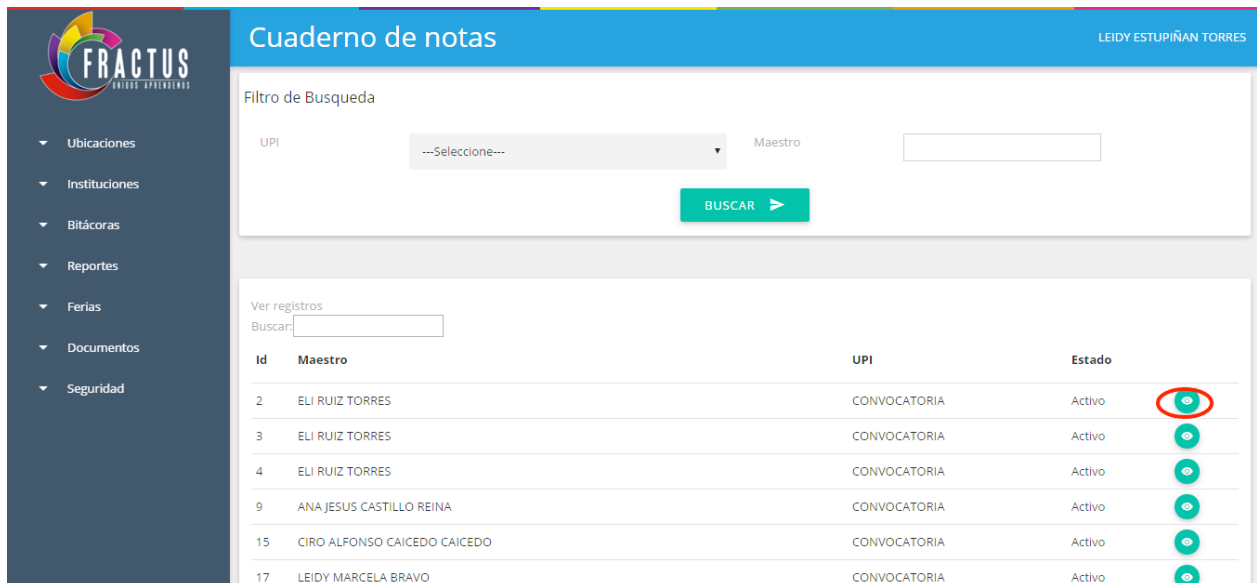 FRACTUS
UNIDOS APRENDEMOS
Ubicaciones
Instituciones
Bitácoras
Reportes
Ferias
Documentos
Seguridad
Cuaderno de notas
LEIDY ESTUPIÑAN TORRES
Filtro de Busqueda
UPI ---Seleccione--- Maestro
BUSCAR
Ver registros
Buscar:
Id Maestro UPI Estado
2 ELI RUIZ TORRES CONVOCATORIA Activo
3 ELI RUIZ TORRES CONVOCATORIA Activo
4 ELI RUIZ TORRES CONVOCATORIA Activo
9 ANA JESUS CASTILLO REINA CONVOCATORIA Activo
15 CIRO ALFONSO CAICEDO CAICEDO CONVOCATORIA Activo
17 LEIDY MARCELA BRAVO CONVOCATORIA Activo